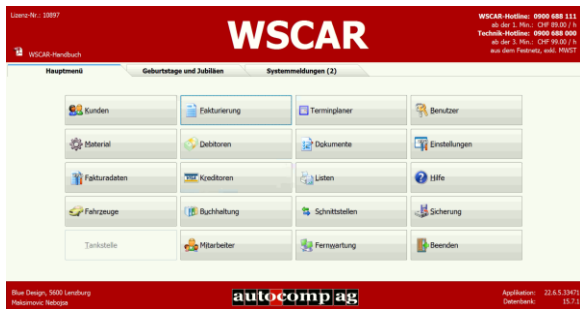 Lizenz-Nr.: 10897
WSCAR
WSCAR-Hotline: 0900 688 111
ab der 1. Min.: CHF 89.00 / h
Technik-Hotline: 0900 688 000
ab der 3. Min.: CHF 99.00 / h
aus dem Festnetz, exkl. MWST
WSCAR-Handbuch
Hauptmenü
Geburtstage und Jubiläen
Systemmeldungen (2)
Kunden
Fakturierung
Terminplaner
Benutzer
Material
Debitoren
Dokumente
Einstellungen
Fakturadaten
Kreditoren
Listen
Hilfe
Fahrzeuge
Buchhaltung
Schnittstellen
Sicherung
Tankstelle
Mitarbeiter
Fernwartung
Beenden
Blue Design, 5600 Lenzburg
Maksimovic Nebojsa
autocomp ag
Applikation: 22.6.5.33471
Datenbank: 15.7.1